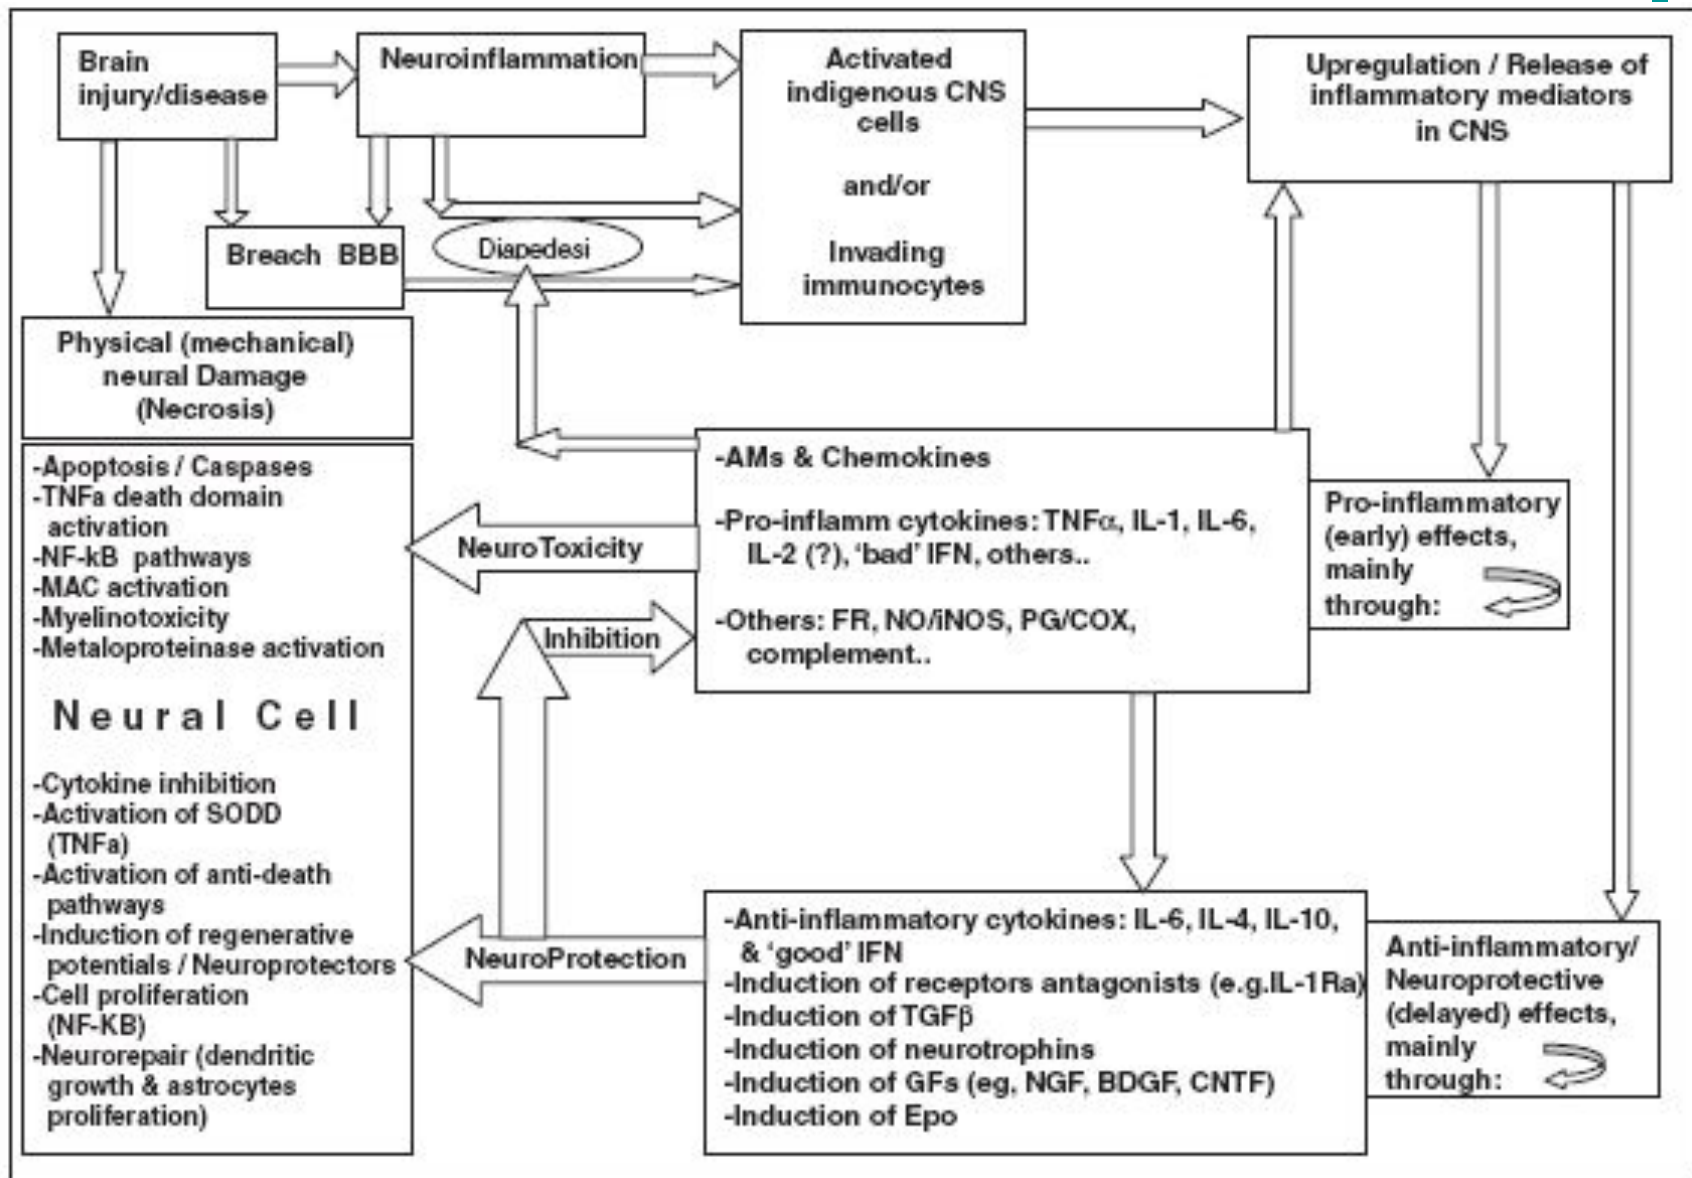 Brain
injury/disease
Neuroinflammation
Activated
indigenous CNS
cells
and/or
Invading
immunocytes
Upregulation / Release of
inflammatory mediators
in CNS
Breach BBB
Diapedesi
Physical (mechanical)
neural Damage
(Necrosis)
-Apoptosis / Caspases
-TNFa death domain
activation
-NF-kB pathways
-MAC activation
-Myelinotoxicity
-Metaloproteinase activation
Neural Cell
-Cytokine inhibition
-Activation of SODD
(TNFa)
-Activation of anti-death
pathways
-Induction of regenerative
potentials / Neuroprotectors
-Cell proliferation
(NF-KB)
-Neurorepair (dendritic
growth & astrocytes
proliferation)
NeuroToxicity
Inhibition
NeuroProtection
-AMs & Chemokines
-Pro-inflamm cytokines: TNFα, IL-1, IL-6,
IL-2 (?), ‘bad’ IFN, others..
-Others: FR, NO/iNOS, PG/COX,
complement..
Pro-inflammatory
(early) effects,
mainly
through:
-Anti-inflammatory cytokines: IL-6, IL-4, IL-10,
& ‘good’ IFN
-Induction of receptors antagonists (e.g.IL-1Ra)
-Induction of TGFβ
-Induction of neurotrophins
-Induction of GFs (eg, NGF, BDGF, CNTF)
-Induction of Epo
Anti-inflammatory/
Neuroprotective
(delayed) effects,
mainly
through: